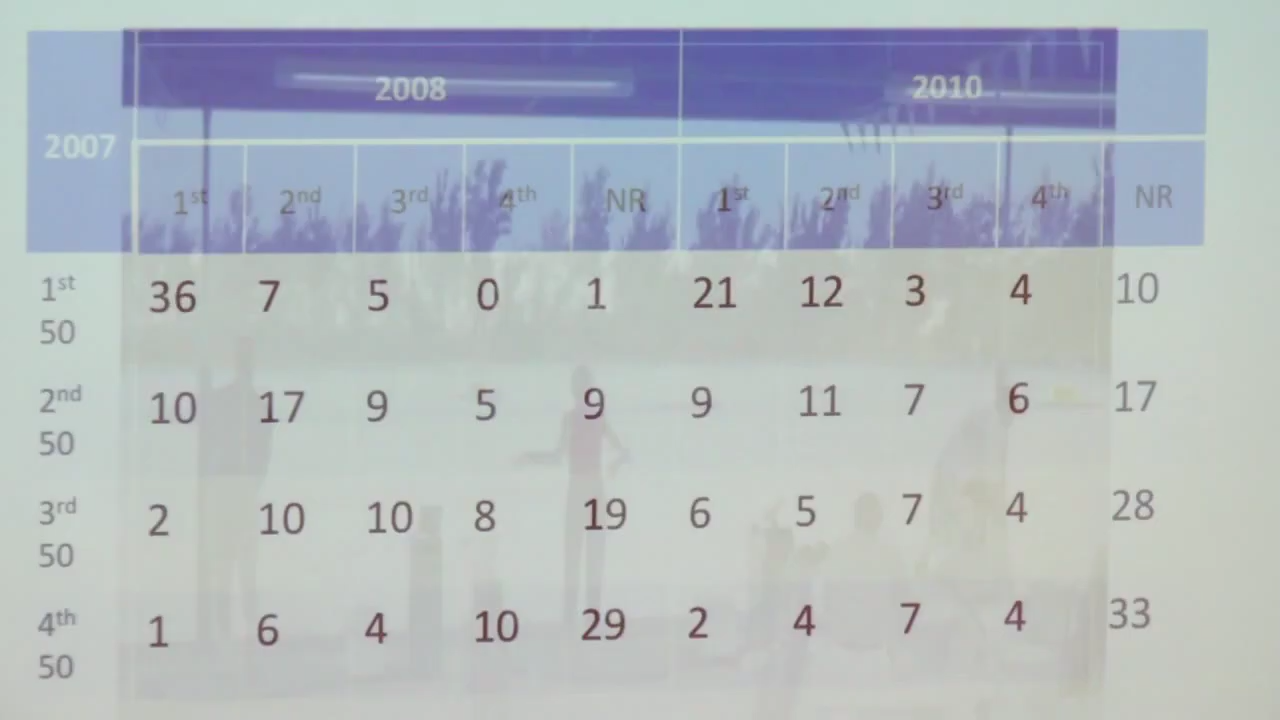 2008 2010
2007
1st 2nd 3rd 4th NR 1st 2nd 3rd 4th NR
1st 36 7 5 0 1 21 12 3 4 10
50
2nd 10 17 9 5 9 9 11 7 6 17
50
3rd 2 10 10 8 19 6 5 7 4 28
50
4th 1 6 4 10 29 2 4 7 4 33
50